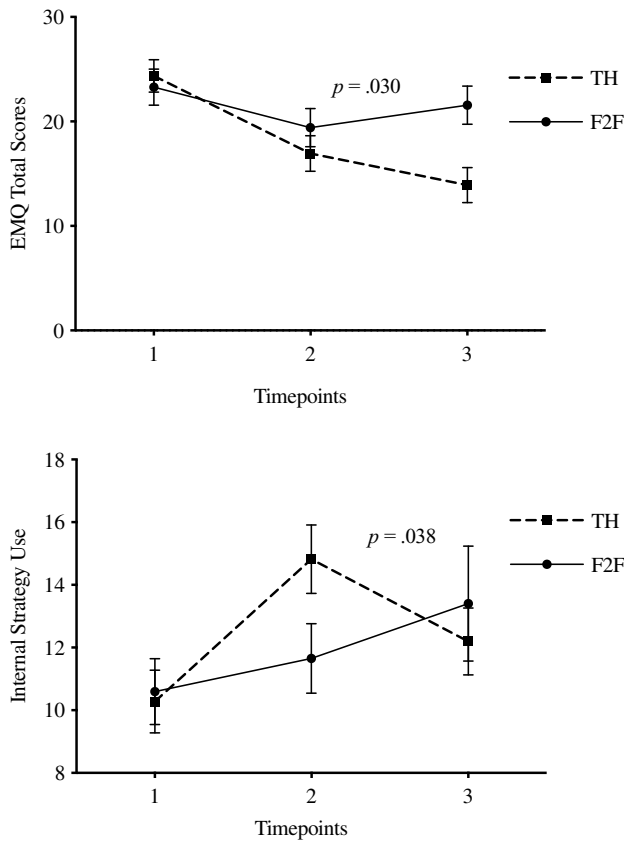 30
20
10
0
EMQ Total Scores
p = .030
TH
F2F
1 2 3
Timepoints
18
16
14
12
10
8
Internal Strategy Use
p = .038
TH
F2F
1 2 3
Timepoints